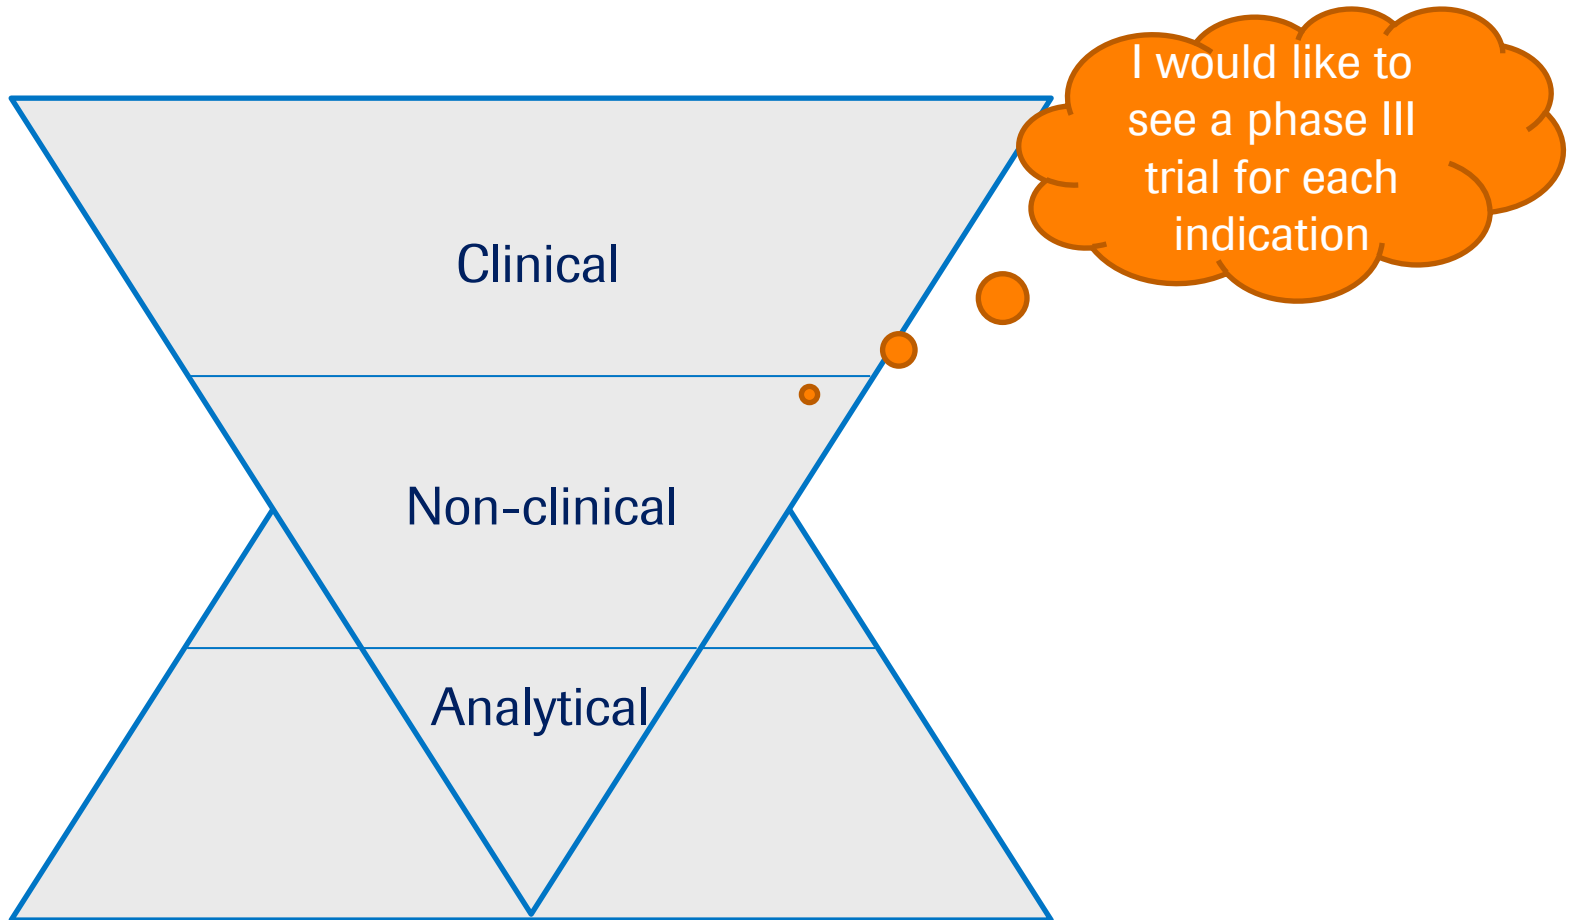 I would like to
see a phase III
trial for each
indication
Clinical
Non-clinical
Analytical